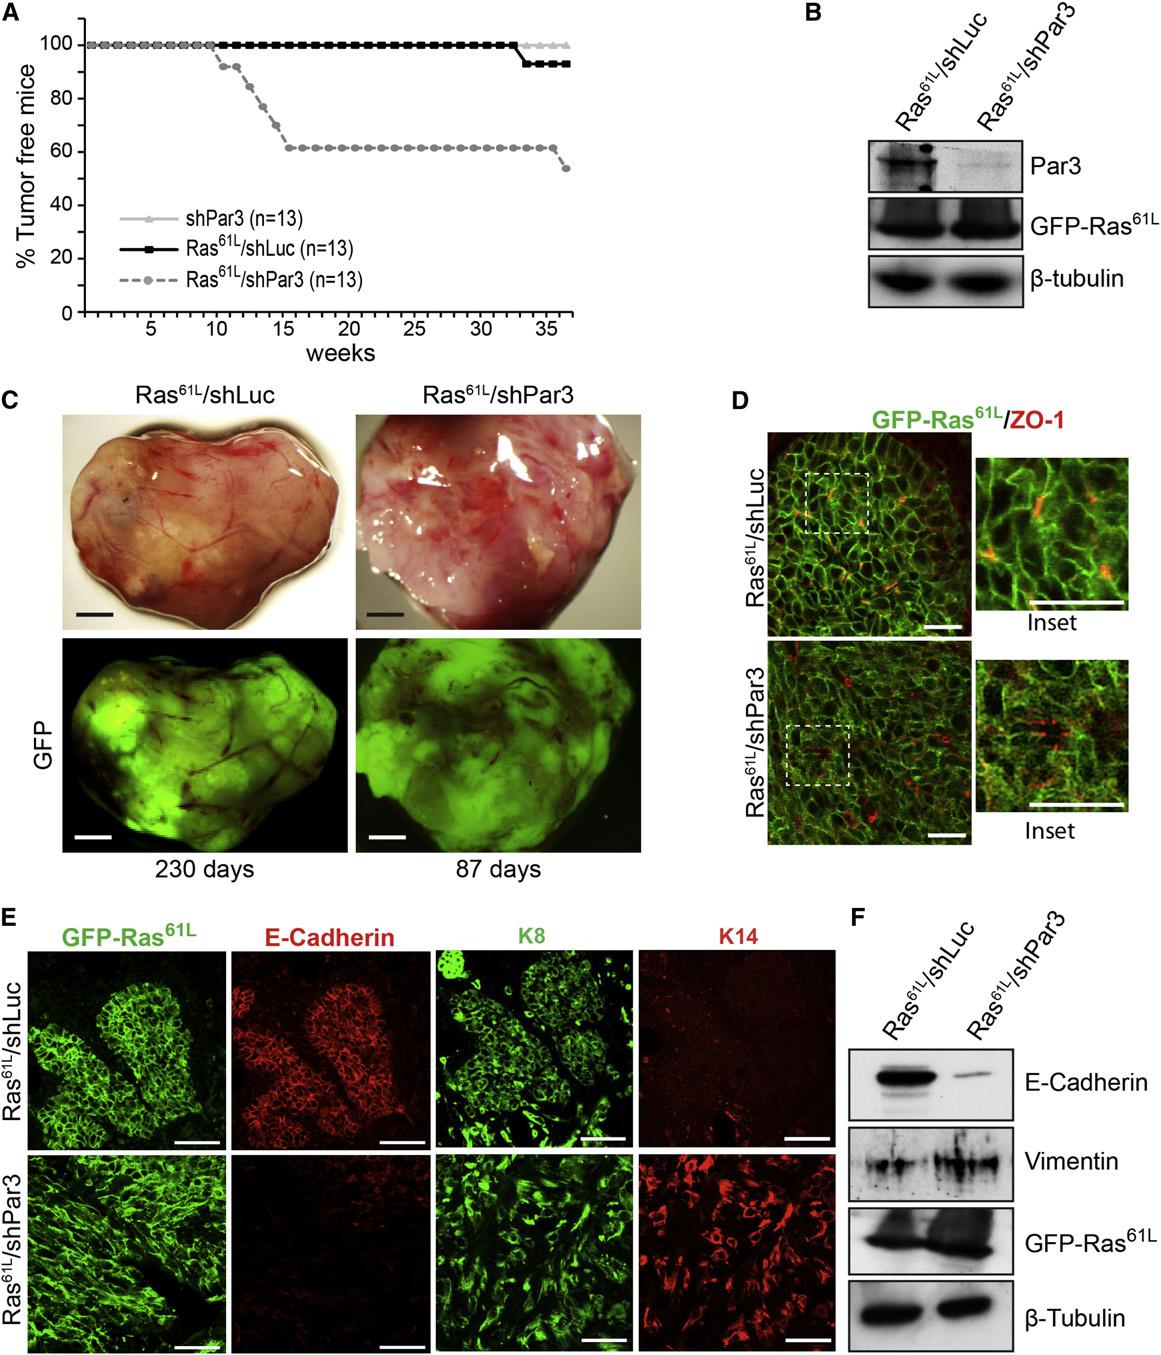 A
% Tumor free mice
100
80
60
40
20
0
5 10 15 20 25 30 35
weeks
shPar3 (n=13)
Ras61L/shLuc (n=13)
Ras61L/shPar3 (n=13)
B
Ras61L/shLuc
Ras61L/shPar3
Par3
GFP-Ras61L
β-tubulin
C
Ras61L/shLuc
Ras61L/shPar3
GFP
230 days
87 days
D
GFP-Ras61L/ZO-1
Ras61L/shLuc
Inset
Ras61L/shPar3
Inset
E
GFP-Ras61L
E-Cadherin
K8
K14
Ras61L/shLuc
Ras61L/shPar3
F
Ras61L/shLuc
Ras61L/shPar3
E-Cadherin
Vimentin
GFP-Ras61L
β-Tubulin